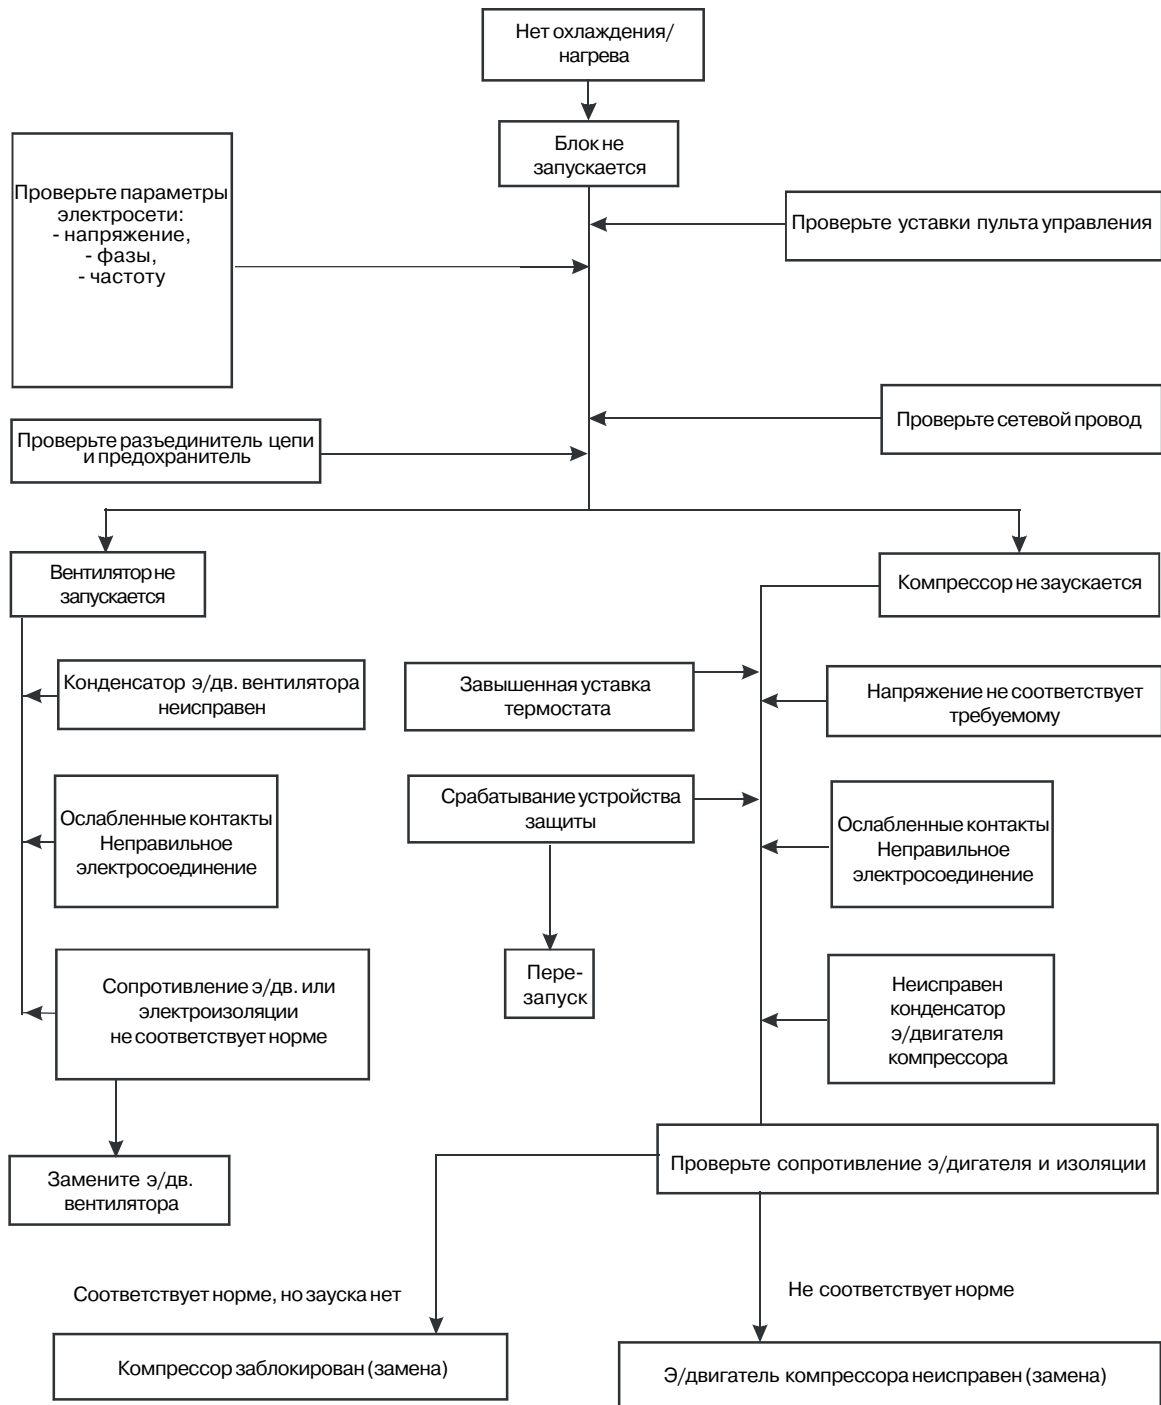 Нет охлаждения/
нагрева
Блок не
запускается
Проверьте параметры
электросети:
- напряжение,
- фазы,
- частоту
Проверьте уставки пульта управления
Проверьте сетевой провод
Проверьте разъединитель цепи
и предохранитель
Вентилятор не
запускается
Компрессор не заускается
Конденсатор э/дв. вентилятора
неисправен
Завышенная уставка
термостата
Напряжение не соответствует
требуемому
Ослабленные контакты
Неправильное
электросоединение
Срабатывание устройства
защиты
Ослабленные контакты
Неправильное
электросоединение
Сопротивление э/дв. или
электроизоляции
не соответствует норме
Пере-
запуск
Неисправен
конденсатор
э/двигателя
компрессора
Замените э/дв.
вентилятора
Проверьте сопротивление э/дигателя и изоляции
Соответствует норме, но зауска нет
Не соответствует норме
Компрессор заблокирован (замена)
Э/двигатель компрессора неисправен (замена)